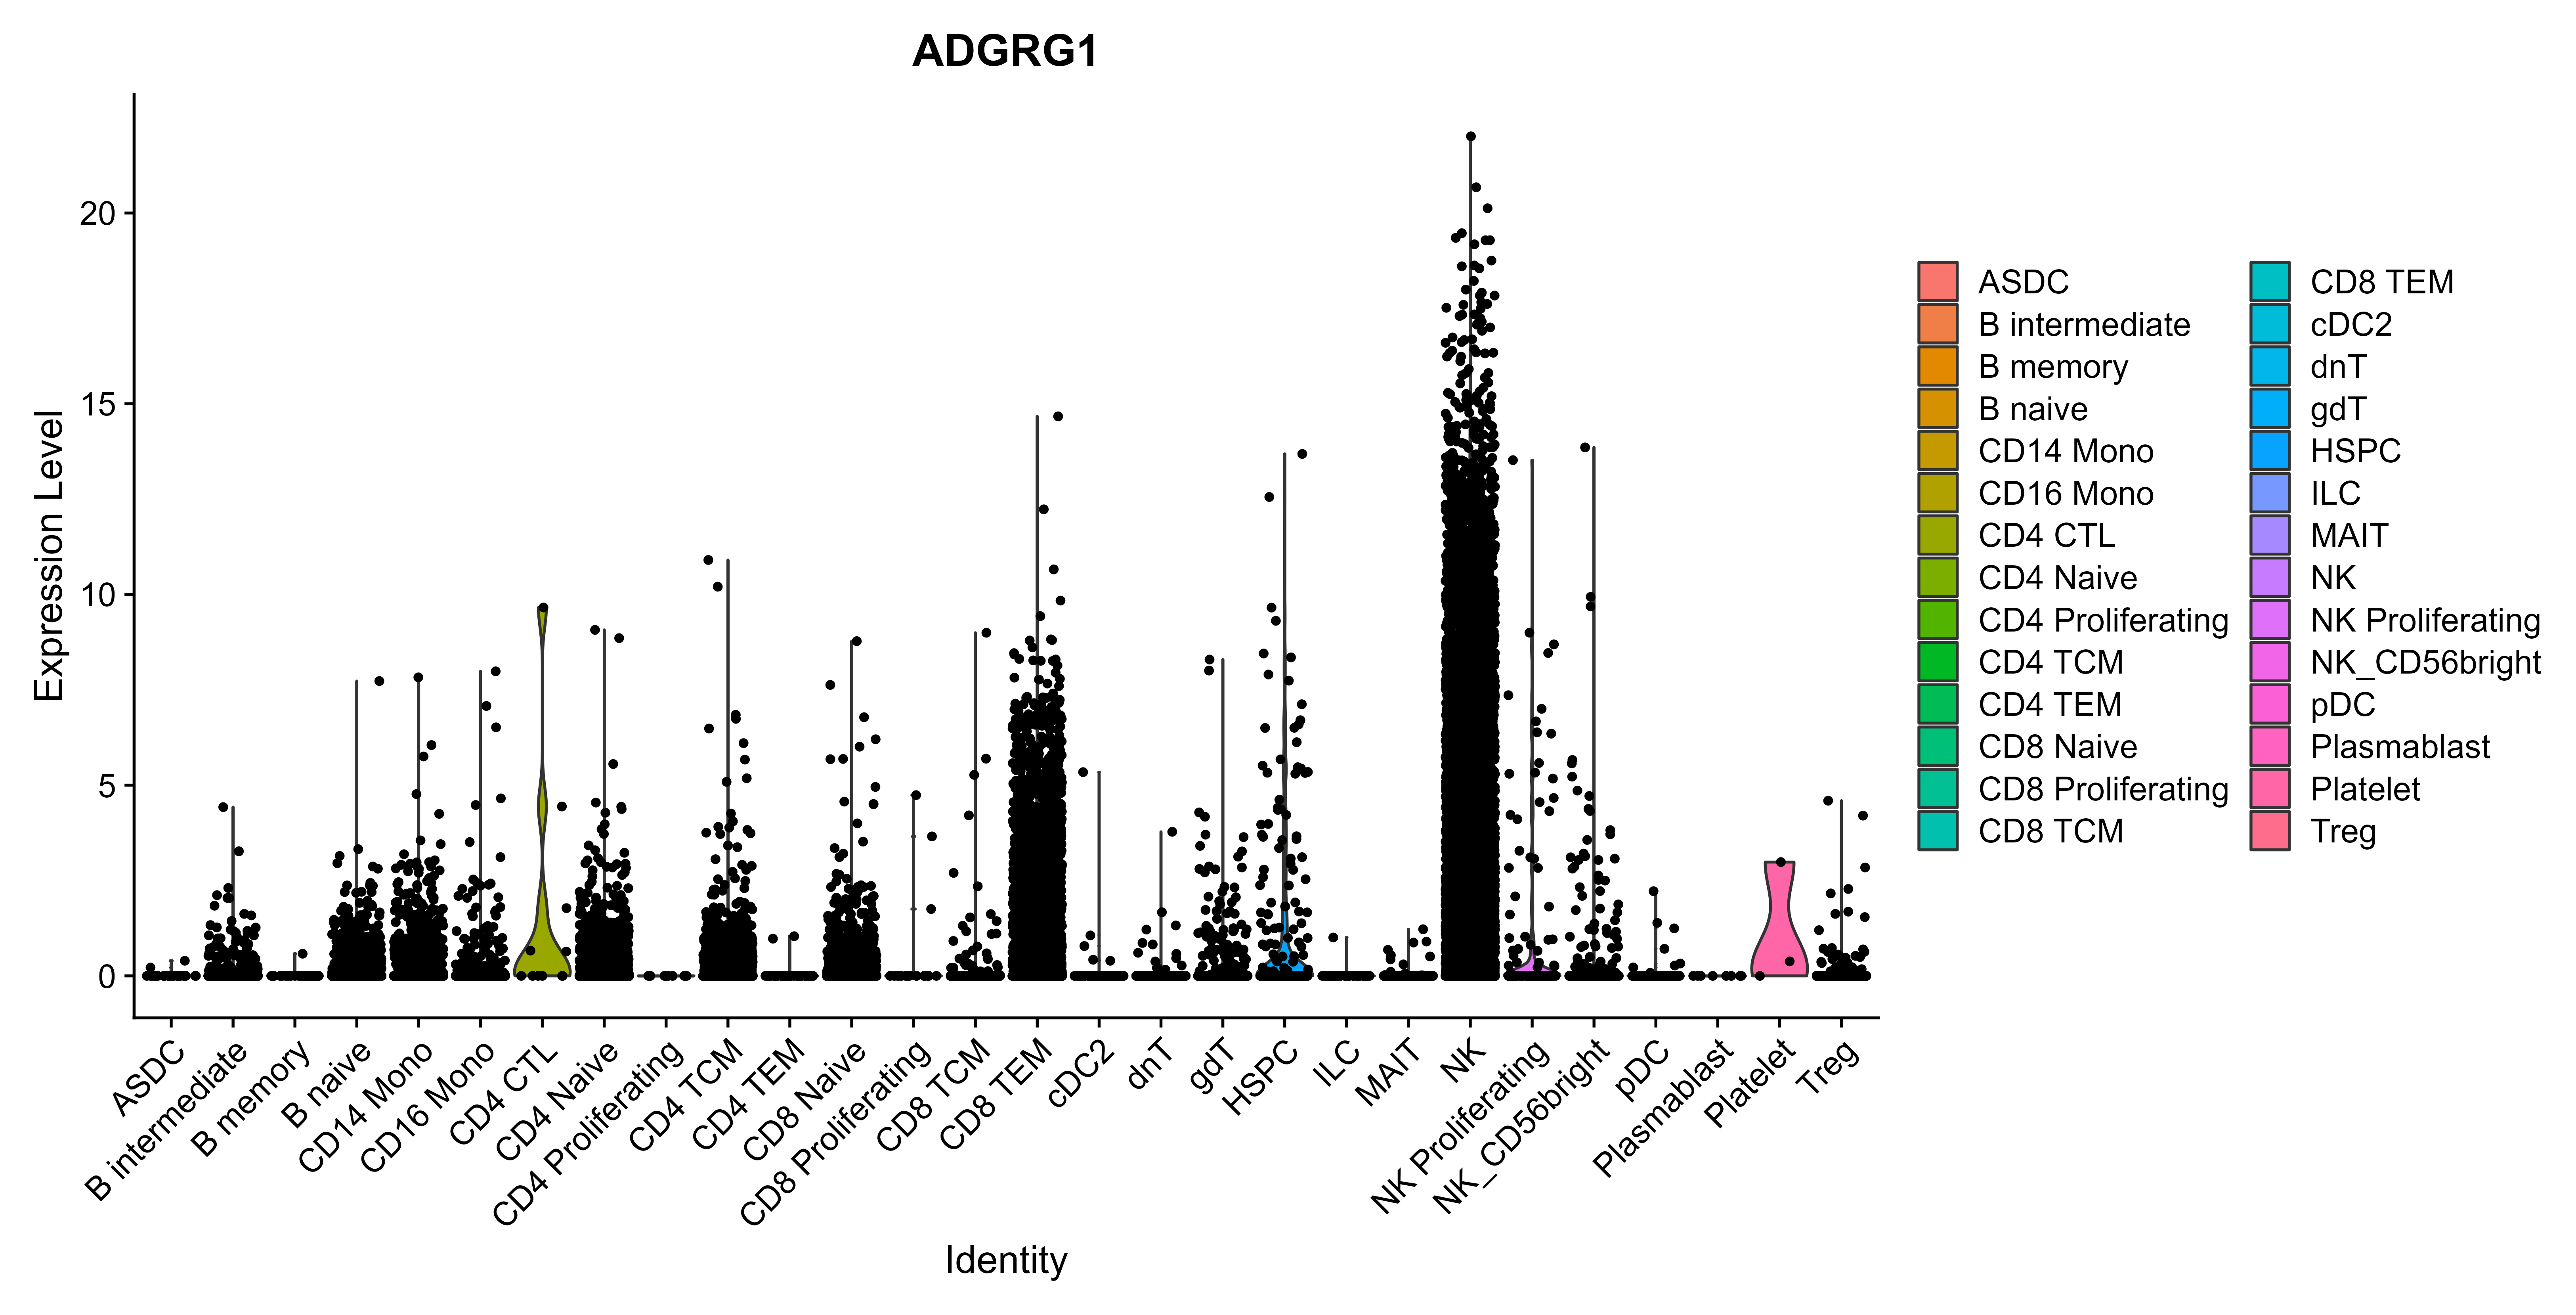 ADGRG1
Expression Level
20
15
10
5
0
ASDC
B intermediate
B memory
B naive
CD14 Mono
CD16 Mono
CD4 CTL
CD4 Naive
CD4 Proliferating
CD4 TCM
CD4 TEM
CD8 Naive
CD8 Proliferating
CD8 TCM
CD8 TEM
cDC2
dnT
gdT
HSPC
ILC
MAIT
NK
NK Proliferating
NK_CD56bright
pDC
Plasmablast
Platelet
Treg
Identity
ASDC
B intermediate
B memory
B naive
CD14 Mono
CD16 Mono
CD4 CTL
CD4 Naive
CD4 Proliferating
CD4 TCM
CD4 TEM
CD8 Naive
CD8 Proliferating
CD8 TCM
CD8 TEM
cDC2
dnT
gdT
HSPC
ILC
MAIT
NK
NK Proliferating
NK_CD56bright
pDC
Plasmablast
Platelet
Treg